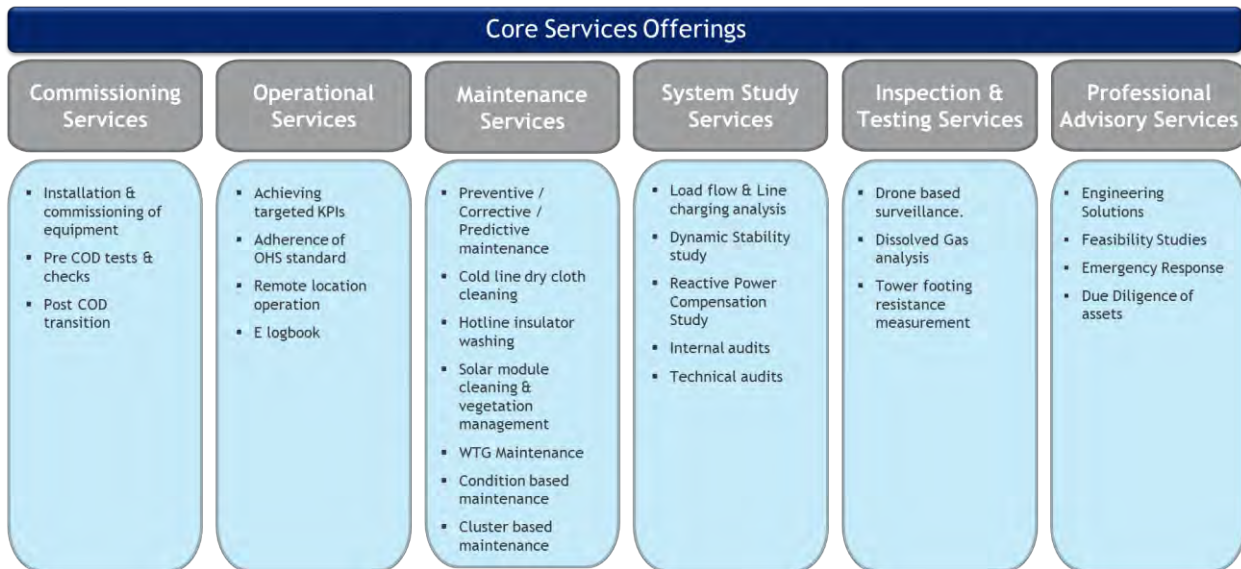 Core Services Offerings
Commissioning
Services
Operational
Services
Maintenance
Services
System Study
Services
Inspection &
Testing Services
Professional
Advisory Services
▪ Installation &
commissioning of
equipment
▪ Pre COD tests &
checks
▪ Post COD
transition
▪ Achieving
targeted KPIs
▪ Adherence of
OHS standard
▪ Remote location
operation
▪ E logbook
▪ Preventive /
Corrective /
Predictive
maintenance
▪ Cold line dry cloth
cleaning
▪ Hotline insulator
washing
▪ Solar module
cleaning &
vegetation
management
▪ WTG Maintenance
▪ Condition based
maintenance
▪ Cluster based
maintenance
▪ Load flow & Line
charging analysis
▪ Dynamic Stability
study
▪ Reactive Power
Compensation
Study
▪ Internal audits
▪ Technical audits
▪ Drone based
surveillance.
▪ Dissolved Gas
analysis
▪ Tower footing
resistance
measurement
▪ Engineering
Solutions
▪ Feasibility Studies
▪ Emergency Response
▪ Due Diligence of
assets